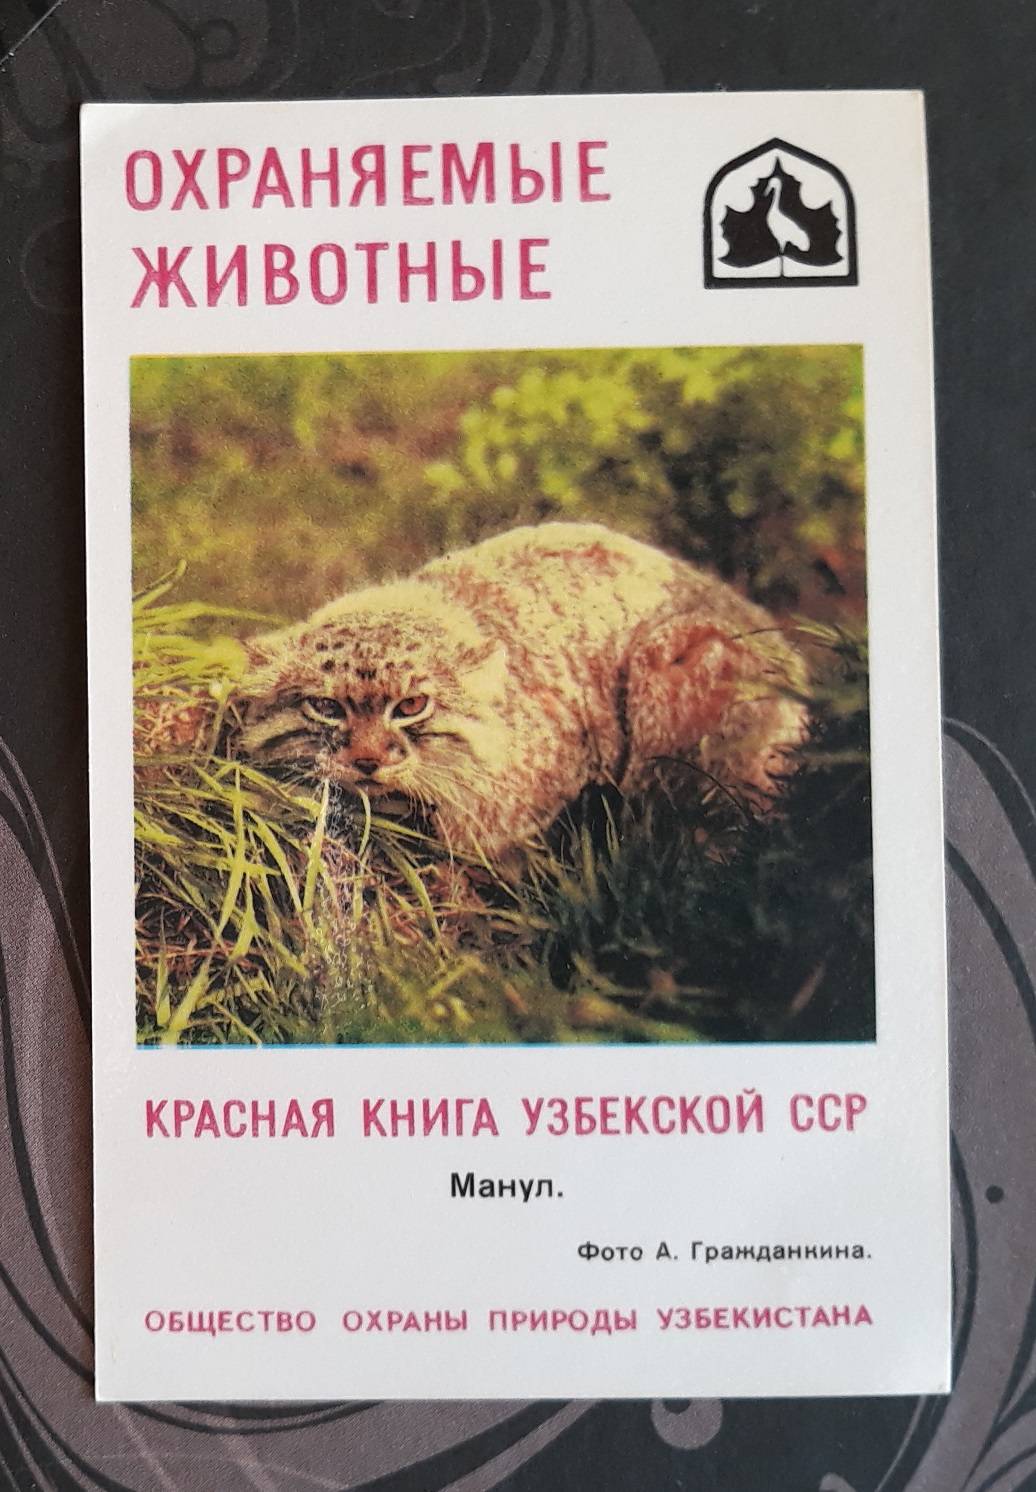 ОХРАНЯЕМЫЕ
ЖИВОТНЫЕ
КРАСНАЯ КНИГА УЗБЕКСКОЙ ССР
Манул.
Фото А. Гражданкина.
ОБЩЕСТВО ОХРАНЫ ПРИРОДЫ УЗБЕКИСТАНА